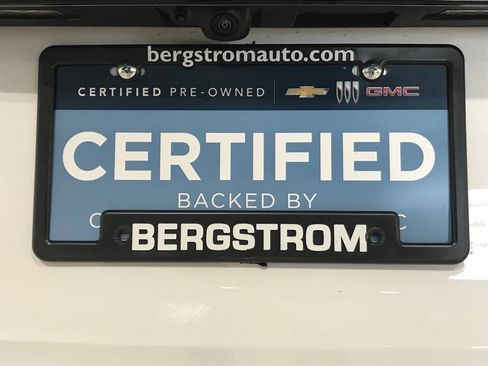 bergstromauto.com
CERTIFIED PRE-OWNED GMC
CERTIFIED
BACKED BY
BERGSTROM